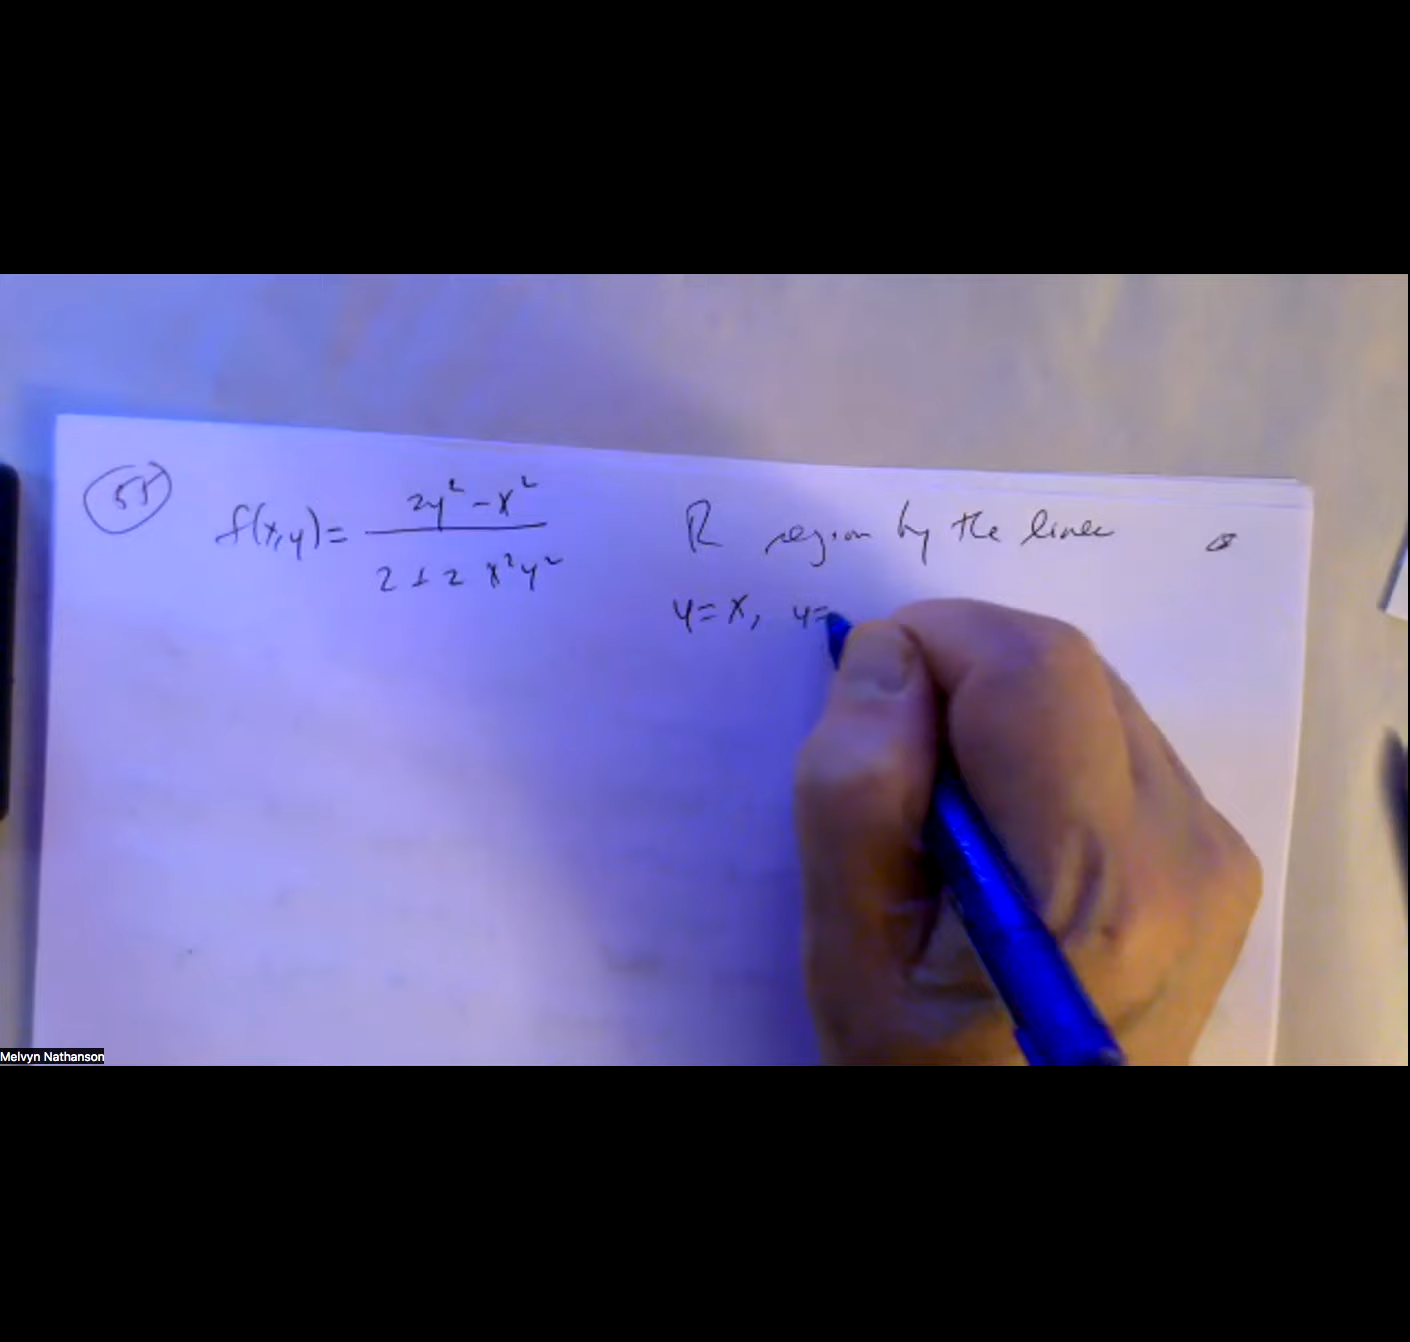 55 f(x,y) = (2y² - x²) / (2 + 2x²y²) R region by the lines
y = x, y =
Melvyn Nathanson